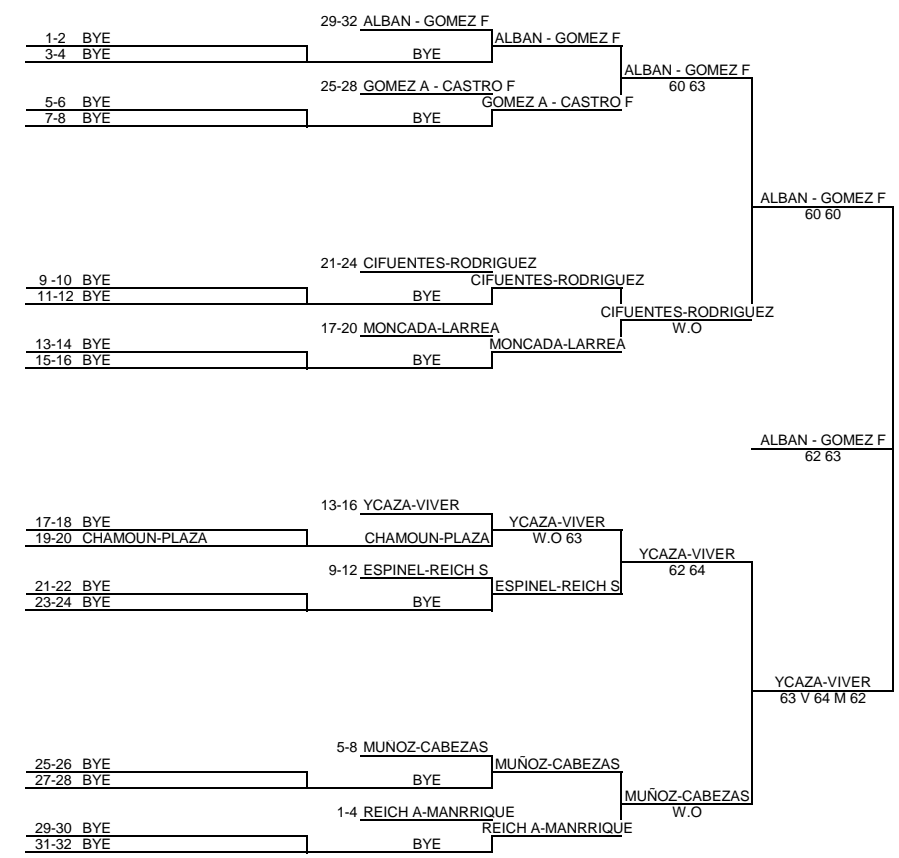 29-32 ALBAN - GOMEZ F
1-2 BYE ALBAN - GOMEZ F
3-4 BYE BYE
ALBAN - GOMEZ F
25-28 GOMEZ A - CASTRO F 60 63
5-6 BYE GOMEZ A - CASTRO F
7-8 BYE BYE
ALBAN - GOMEZ F
60 60
21-24 CIFUENTES-RODRIGUEZ
9 -10 BYE CIFUENTES-RODRIGUEZ
11-12 BYE BYE
CIFUENTES-RODRIGUEZ
17-20 MONCADA-LARREA W.O
13-14 BYE MONCADA-LARREA
15-16 BYE BYE
ALBAN - GOMEZ F
62 63
13-16 YCAZA-VIVER
17-18 BYE YCAZA-VIVER
19-20 CHAMOUN-PLAZA CHAMOUN-PLAZA W.O 63
YCAZA-VIVER
9-12 ESPINEL-REICH S 62 64
21-22 BYE ESPINEL-REICH S
23-24 BYE BYE
YCAZA-VIVER
63 V 64 M 62
5-8 MUÑOZ-CABEZAS
25-26 BYE MUÑOZ-CABEZAS
27-28 BYE BYE
MUÑOZ-CABEZAS
1-4 REICH A-MANRRIQUE W.O
29-30 BYE REICH A-MANRRIQUE
31-32 BYE BYE